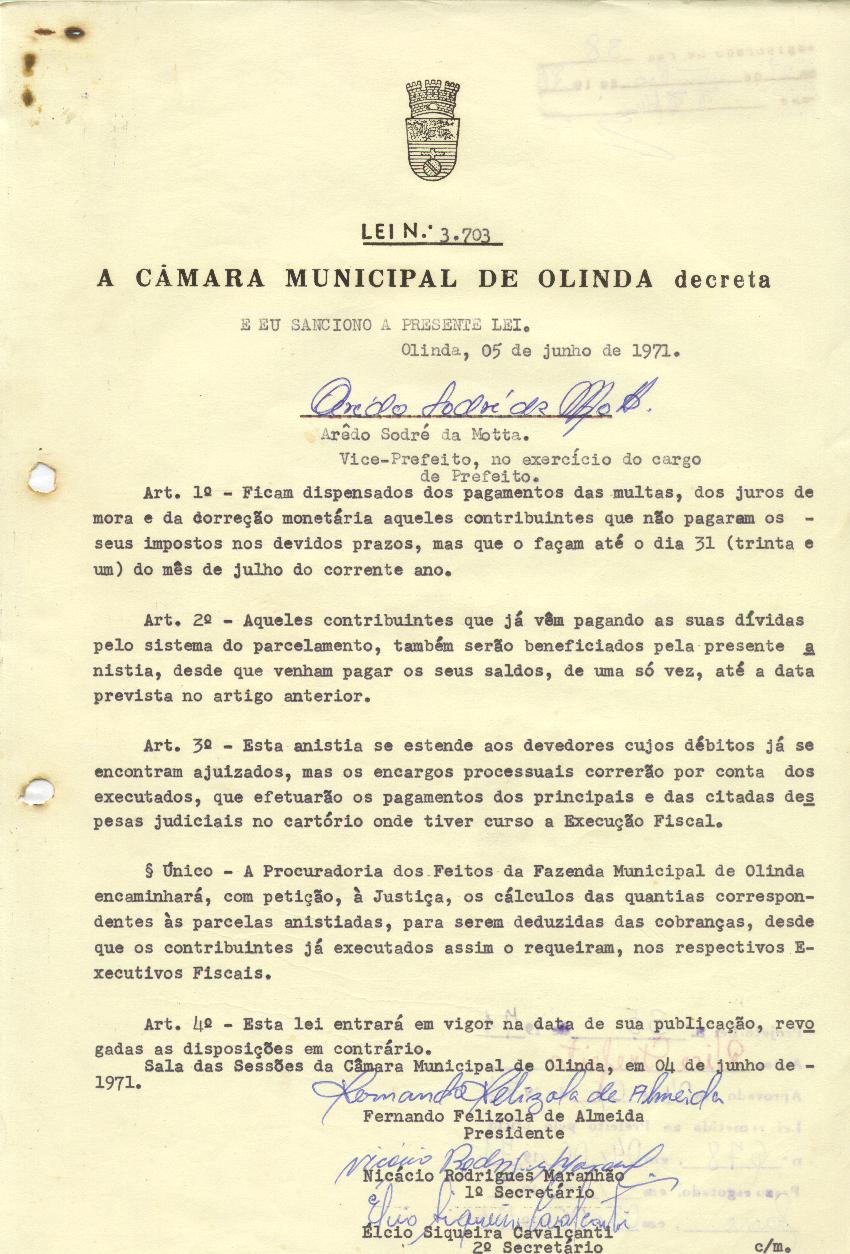 LEI N.º 3.703
A CÂMARA MUNICIPAL DE OLINDA decreta
E EU SANCIONO A PRESENTE LEI.
Olinda, 05 de junho de 1971.
Arêdo Sodré da Motta.
Arêdo Sodré da Motta.
Vice-Prefeito, no exercício do cargo
de Prefeito.
Art. 1º - Ficam dispensados dos pagamentos das multas, dos juros de
mora e da dorreção monetária aqueles contribuintes que não pagaram os -
seus impostos nos devidos prazos, mas que o façam até o dia 31 (trinta e
um) do mês de julho do corrente ano.
Art. 2º - Aqueles contribuintes que já vêm pagando as suas dívidas
pelo sistema do parcelamento, também serão beneficiados pela presente a
nistia, desde que venham pagar os seus saldos, de uma só vez, até a data
prevista no artigo anterior.
Art. 3º - Esta anistia se estende aos devedores cujos débitos já se
encontram ajuizados, mas os encargos processuais correrão por conta dos
executados, que efetuarão os pagamentos dos principais e das citadas des
pesas judiciais no cartório onde tiver curso a Execução Fiscal.
§ Único - A Procuradoria dos Feitos da Fazenda Municipal de Olinda
encaminhará, com petição, à Justiça, os cálculos das quantias correspon-
dentes às parcelas anistiadas, para serem deduzidas das cobranças, desde
que os contribuintes já executados assim o requeiram, nos respectivos E-
xecutivos Fiscais.
Art. 4º - Esta lei entrará em vigor na data de sua publicação, revo
gadas as disposições em contrário.
Sala das Sessões da Câmara Municipal de Olinda, em 04 de junho de -
1971.
Fernando Felizola de Almeida
Fernando Felizola de Almeida
Presidente
Nicácio Rodrigues Maranhão
Nicácio Rodrigues Maranhão
1º Secretário
Elcio Siqueira Cavalcanti
Elcio Siqueira Cavalçanti
2º Secretário
c/m.